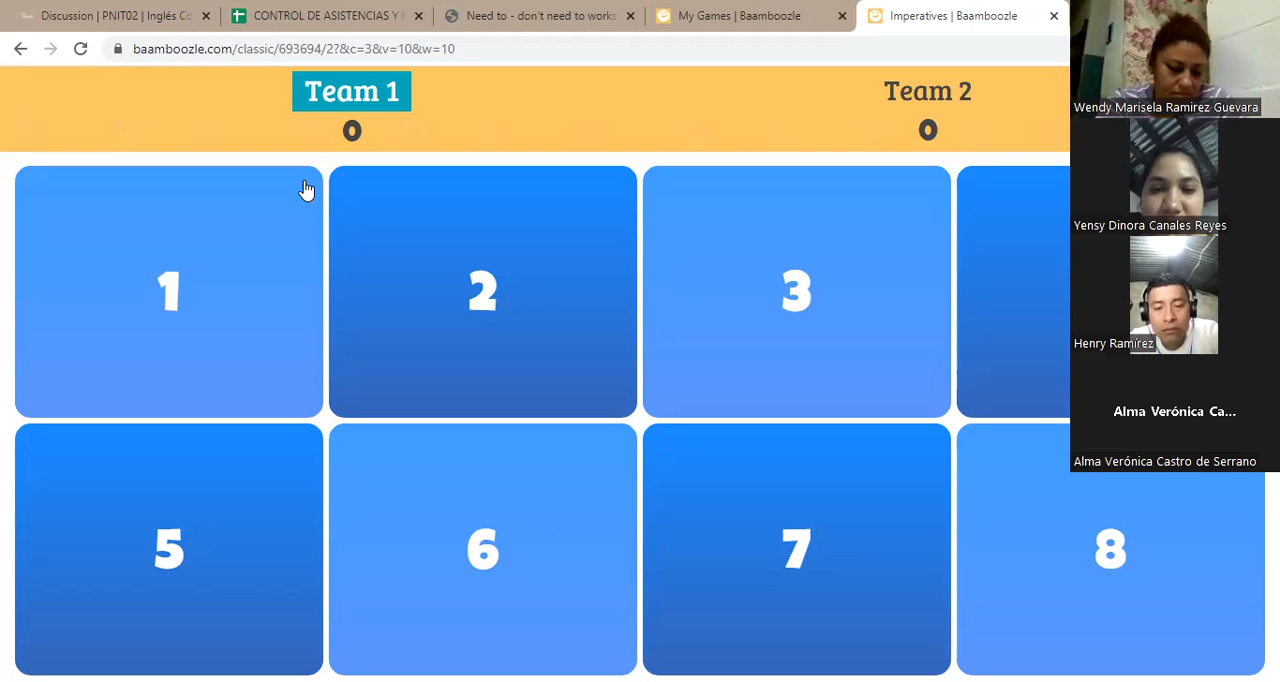 Discussion | PNIT02 | Inglés Co
CONTROL DE ASISTENCIAS Y
Need to - don't need to works
My Games | Baamboozle
Imperatives | Baamboozle
baamboozle.com/classic/693694/2?&c=3&v=10&w=10
Team 1
0
Team 2
0
1
2
3
5
6
7
8
Wendy Marisela Ramirez Guevara
Yensy Dinora Canales Reyes
Henry Ramírez
Alma Verónica Ca...
Alma Verónica Castro de Serrano